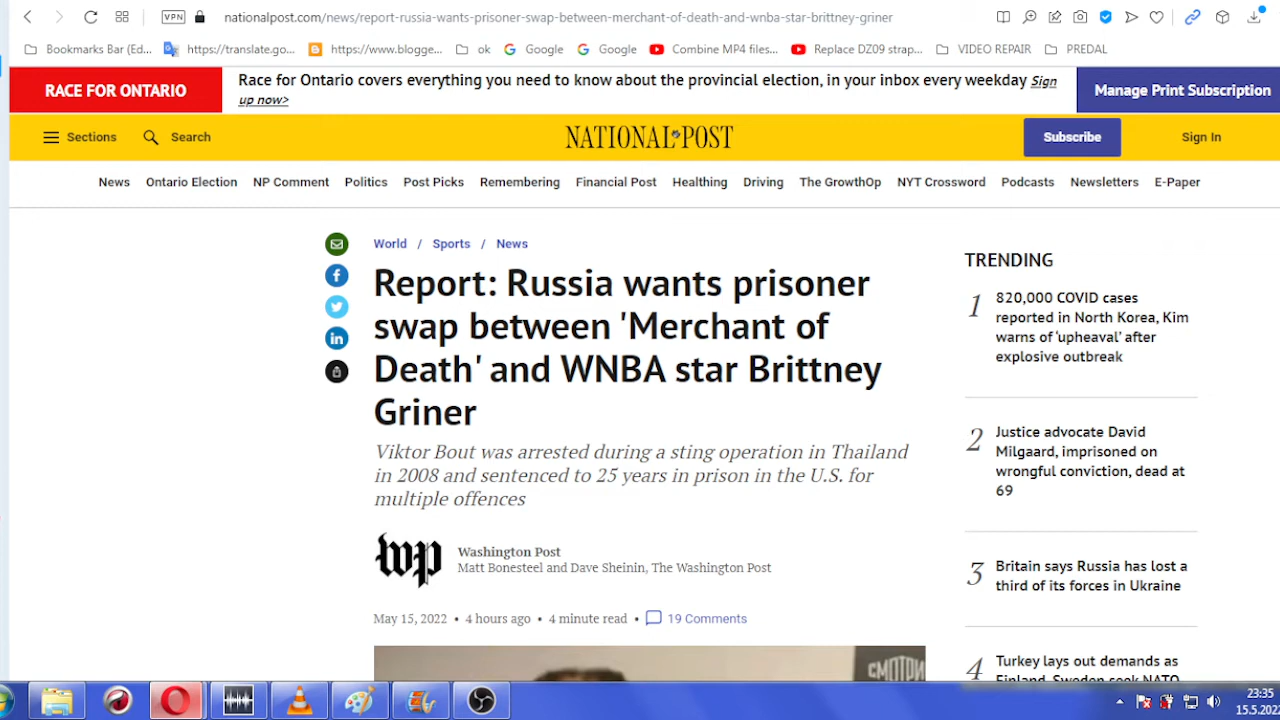 VPN
nationalpost.com/news/report-russia-wants-prisoner-swap-between-merchant-of-death-and-wnba-star-brittney-griner
Bookmarks Bar (Ed... https://translate.go... https://www.blogge... ok Google Google Combine MP4 files... Replace DZ09 strap... VIDEO REPAIR PREDAL
RACE FOR ONTARIO
Race for Ontario covers everything you need to know about the provincial election, in your inbox every weekday Sign
up now>
Manage Print Subscription
Sections Search NATIONAL POST Subscribe Sign In
News Ontario Election NP Comment Politics Post Picks Remembering Financial Post Healthing Driving The GrowthOp NYT Crossword Podcasts Newsletters E-Paper
World / Sports / News
Report: Russia wants prisoner
swap between 'Merchant of
Death' and WNBA star Brittney
Griner
Viktor Bout was arrested during a sting operation in Thailand
in 2008 and sentenced to 25 years in prison in the U.S. for
multiple offences
wp
Washington Post
Matt Bonesteel and Dave Sheinin, The Washington Post
May 15, 2022 • 4 hours ago • 4 minute read • 19 Comments
СМОТРИ
TRENDING
1
820,000 COVID cases
reported in North Korea, Kim
warns of ‘upheaval’ after
explosive outbreak
2
Justice advocate David
Milgaard, imprisoned on
wrongful conviction, dead at
69
3
Britain says Russia has lost a
third of its forces in Ukraine
4
Turkey lays out demands as
Finland, Sweden seek NATO
23:35
15.5.2022